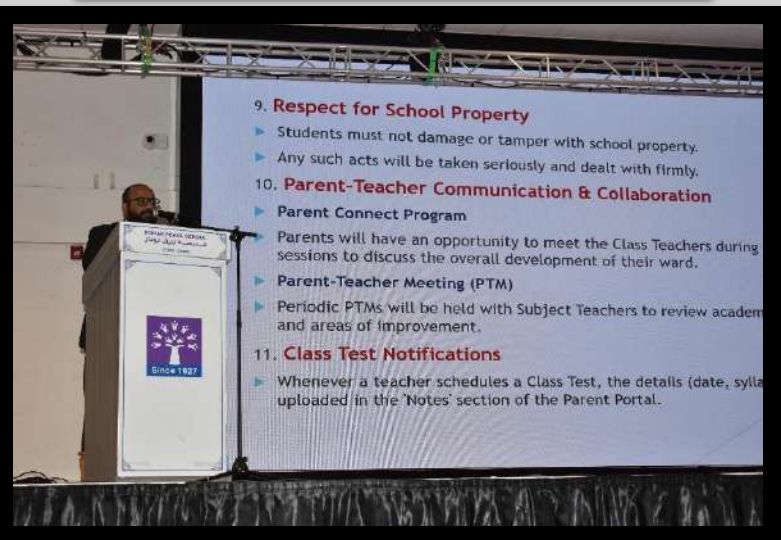 9. Respect for School Property
Students must not damage or tamper with school property.
Any such acts will be taken seriously and dealt with firmly.
10. Parent-Teacher Communication & Collaboration
Parent Connect Program
Parents will have an opportunity to meet the Class Teachers during
sessions to discuss the overall development of their ward.
Parent-Teacher Meeting (PTM)
Periodic PTMs will be held with Subject Teachers to review academ
and areas of improvement.
11. Class Test Notifications
Whenever a teacher schedules a Class Test, the details (date, sylla
uploaded in the 'Notes' section of the Parent Portal.
PEARL SCHOOL
Since 1927